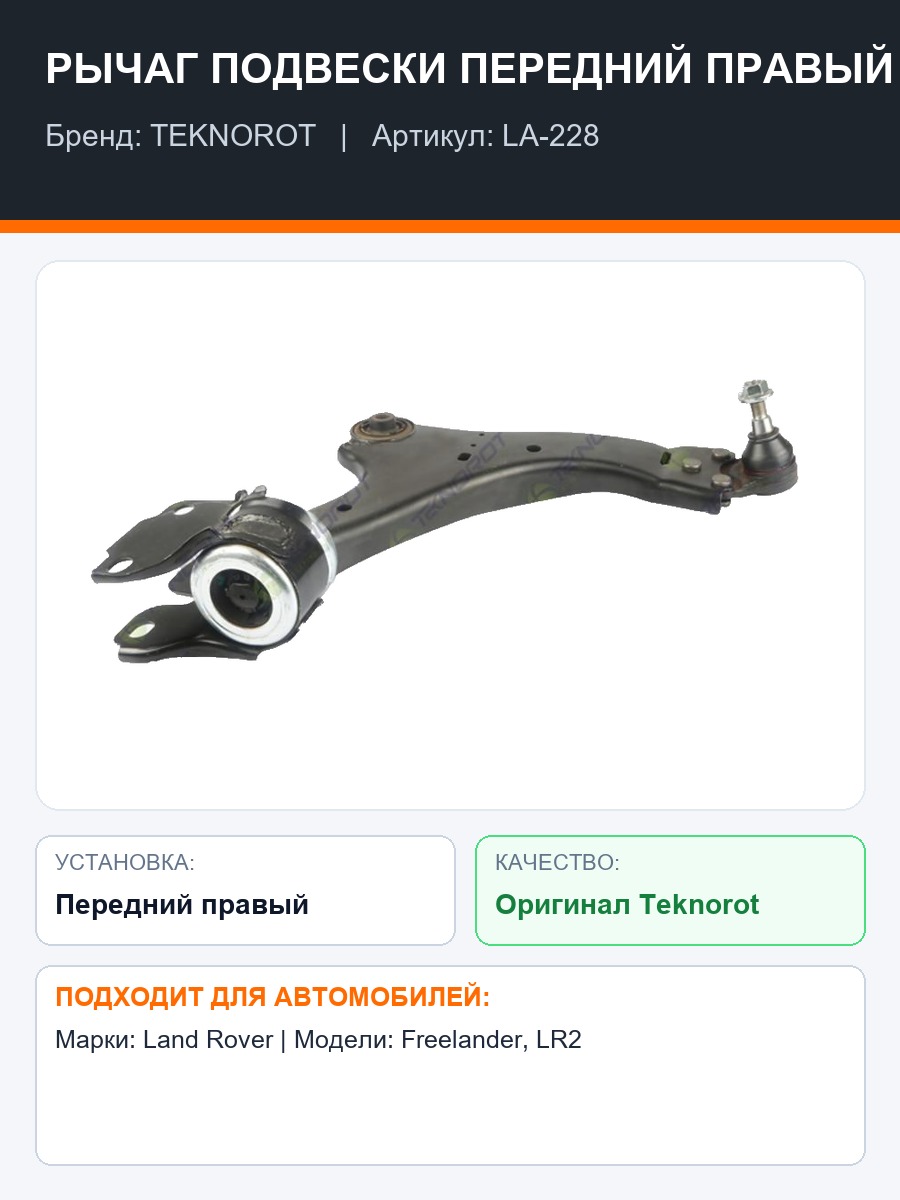 РЫЧАГ ПОДВЕСКИ ПЕРЕДНИЙ ПРАВЫЙ
Бренд: TEKNOROT | Артикул: LA-228
TEKNOROT
УСТАНОВКА:
Передний правый
КАЧЕСТВО:
Оригинал Teknorot
ПОДХОДИТ ДЛЯ АВТОМОБИЛЕЙ:
Марки: Land Rover | Модели: Freelander, LR2